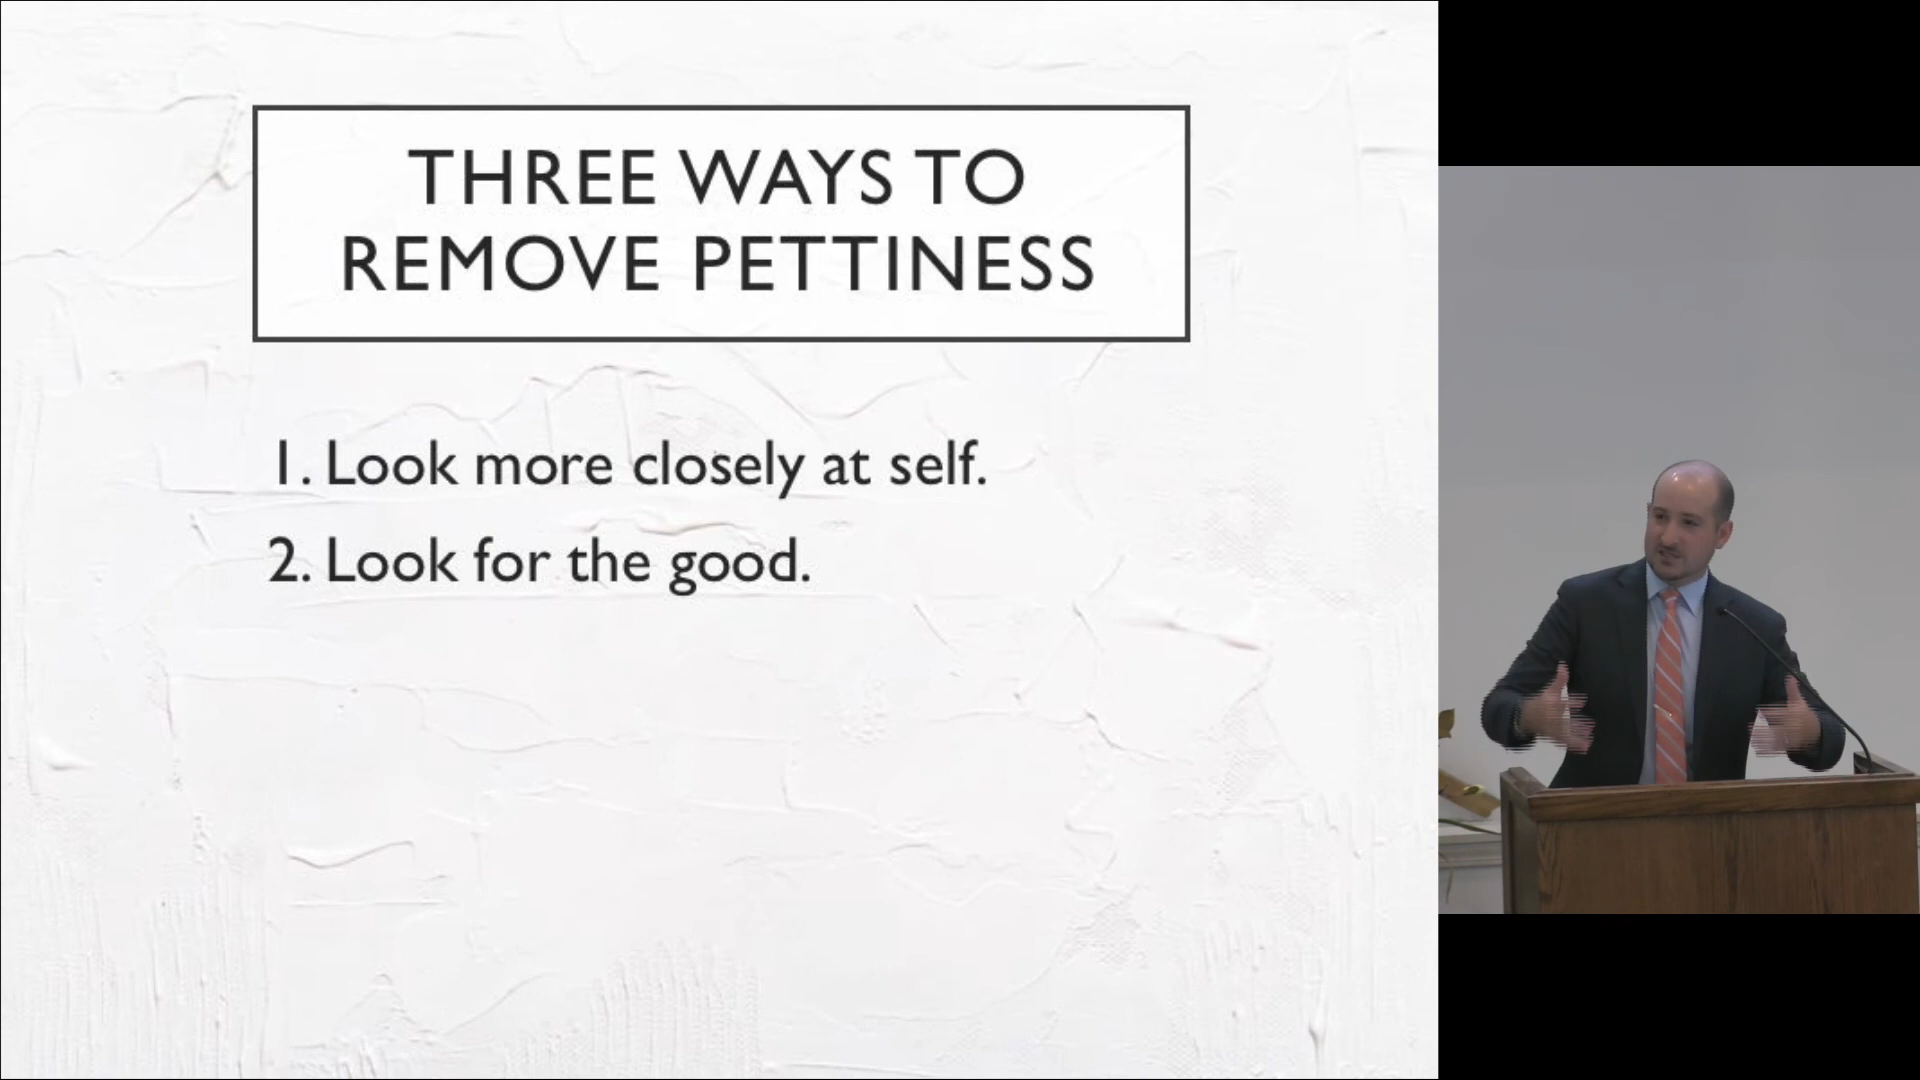 THREE WAYS TO
REMOVE PETTINESS
1. Look more closely at self.
2. Look for the good.